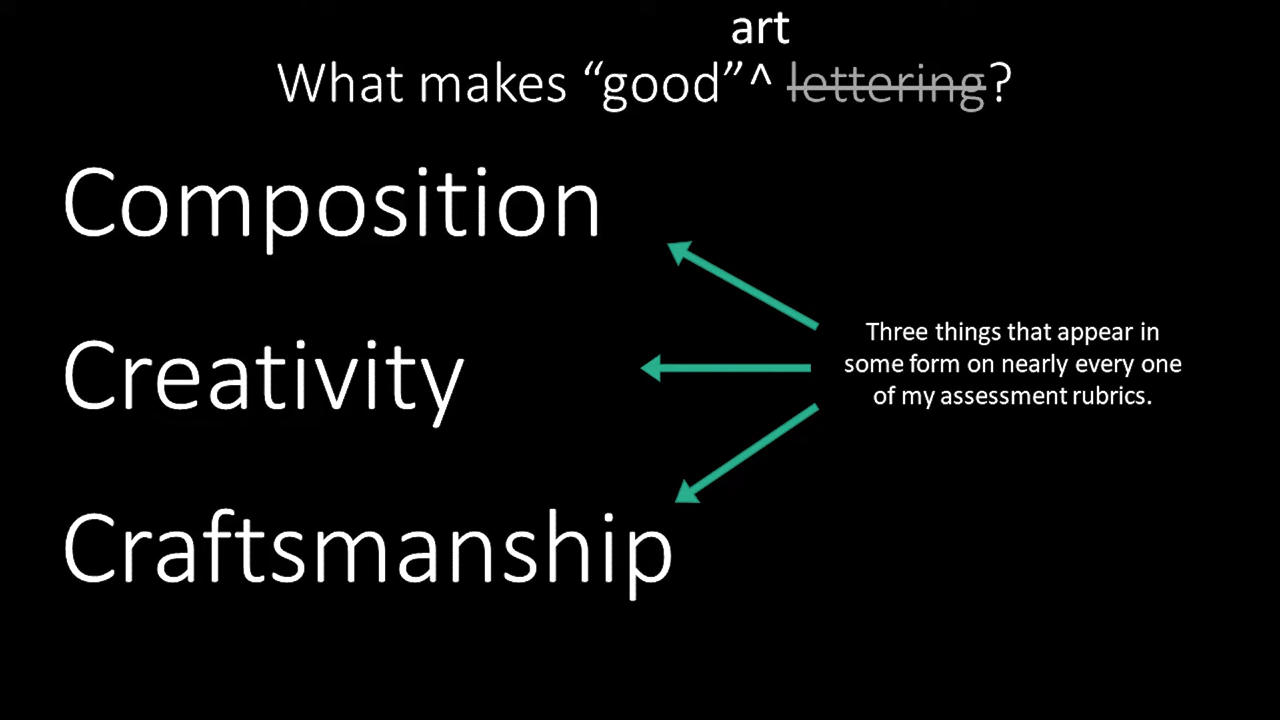 art
What makes “good”^ lettering?
Composition
Creativity
Craftsmanship
Three things that appear in
some form on nearly every one
of my assessment rubrics.